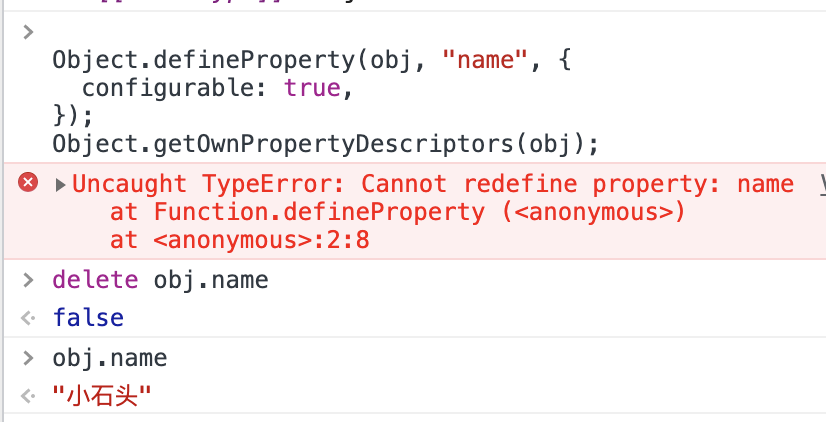 Object.defineProperty(obj, "name", {
configurable: true,
});
Object.getOwnPropertyDescriptors(obj);
Uncaught TypeError: Cannot redefine property: name
at Function.defineProperty (<anonymous>)
at <anonymous>:2:8
delete obj.name
false
obj.name
"小石头"